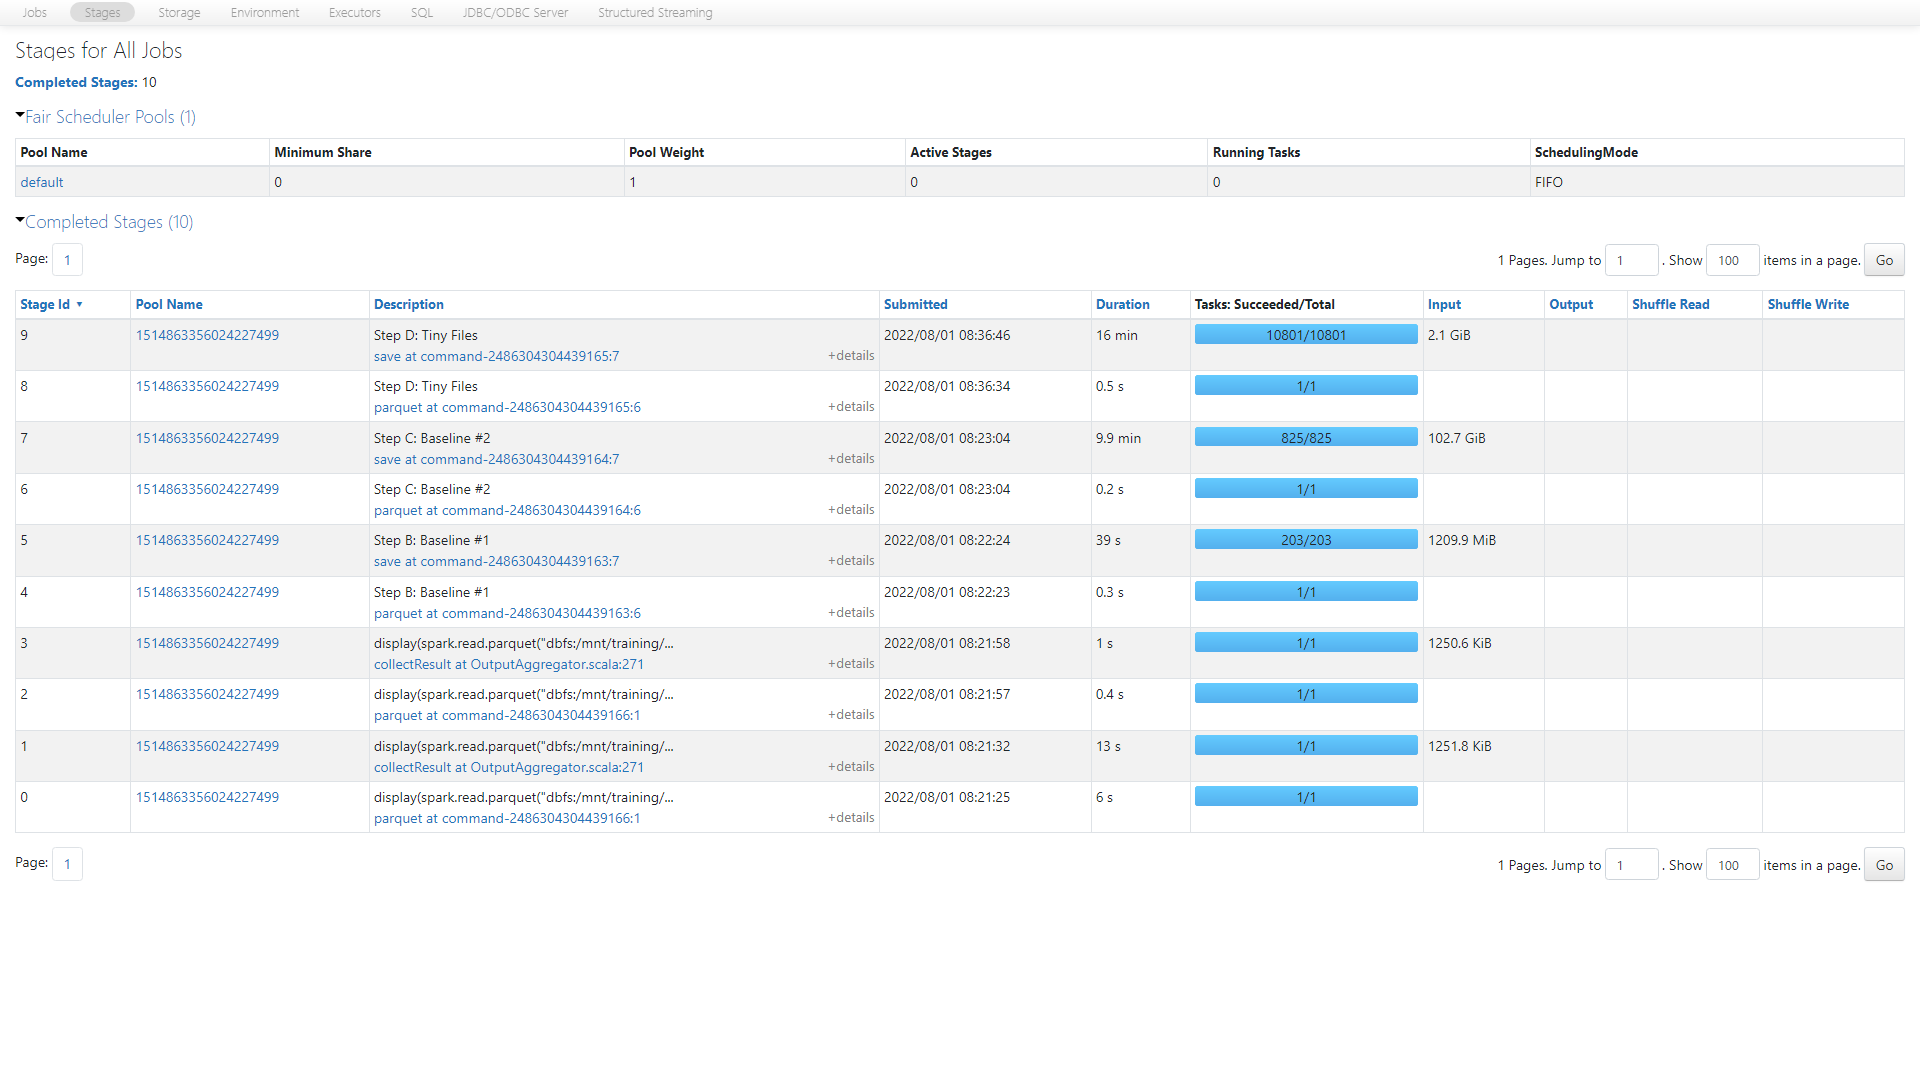 Jobs Stages Storage Environment Executors SQL JDBC/ODBC Server Structured Streaming
Stages for All Jobs
Completed Stages: 10
Fair Scheduler Pools (1)
Pool Name Minimum Share Pool Weight Active Stages Running Tasks SchedulingMode
default 0 1 0 0 FIFO
Completed Stages (10)
Page: 1 1 Pages. Jump to 1 . Show 100 items in a page. Go
Stage Id ▾ Pool Name Description Submitted Duration Tasks: Succeeded/Total Input Output Shuffle Read Shuffle Write
9 1514863356024227499 Step D: Tiny Files 2022/08/01 08:36:46 16 min 10801/10801 2.1 GiB
save at command-2486304304439165:7 +details
8 1514863356024227499 Step D: Tiny Files 2022/08/01 08:36:34 0.5 s 1/1
parquet at command-2486304304439165:6 +details
7 1514863356024227499 Step C: Baseline #2 2022/08/01 08:23:04 9.9 min 825/825 102.7 GiB
save at command-2486304304439164:7 +details
6 1514863356024227499 Step C: Baseline #2 2022/08/01 08:23:04 0.2 s 1/1
parquet at command-2486304304439164:6 +details
5 1514863356024227499 Step B: Baseline #1 2022/08/01 08:22:24 39 s 203/203 1209.9 MiB
save at command-2486304304439163:7 +details
4 1514863356024227499 Step B: Baseline #1 2022/08/01 08:22:23 0.3 s 1/1
parquet at command-2486304304439163:6 +details
3 1514863356024227499 display(spark.read.parquet("dbfs:/mnt/training/... 2022/08/01 08:21:58 1 s 1/1 1250.6 KiB
collectResult at OutputAggregator.scala:271 +details
2 1514863356024227499 display(spark.read.parquet("dbfs:/mnt/training/... 2022/08/01 08:21:57 0.4 s 1/1
parquet at command-2486304304439166:1 +details
1 1514863356024227499 display(spark.read.parquet("dbfs:/mnt/training/... 2022/08/01 08:21:32 13 s 1/1 1251.8 KiB
collectResult at OutputAggregator.scala:271 +details
0 1514863356024227499 display(spark.read.parquet("dbfs:/mnt/training/... 2022/08/01 08:21:25 6 s 1/1
parquet at command-2486304304439166:1 +details
Page: 1 1 Pages. Jump to 1 . Show 100 items in a page. Go